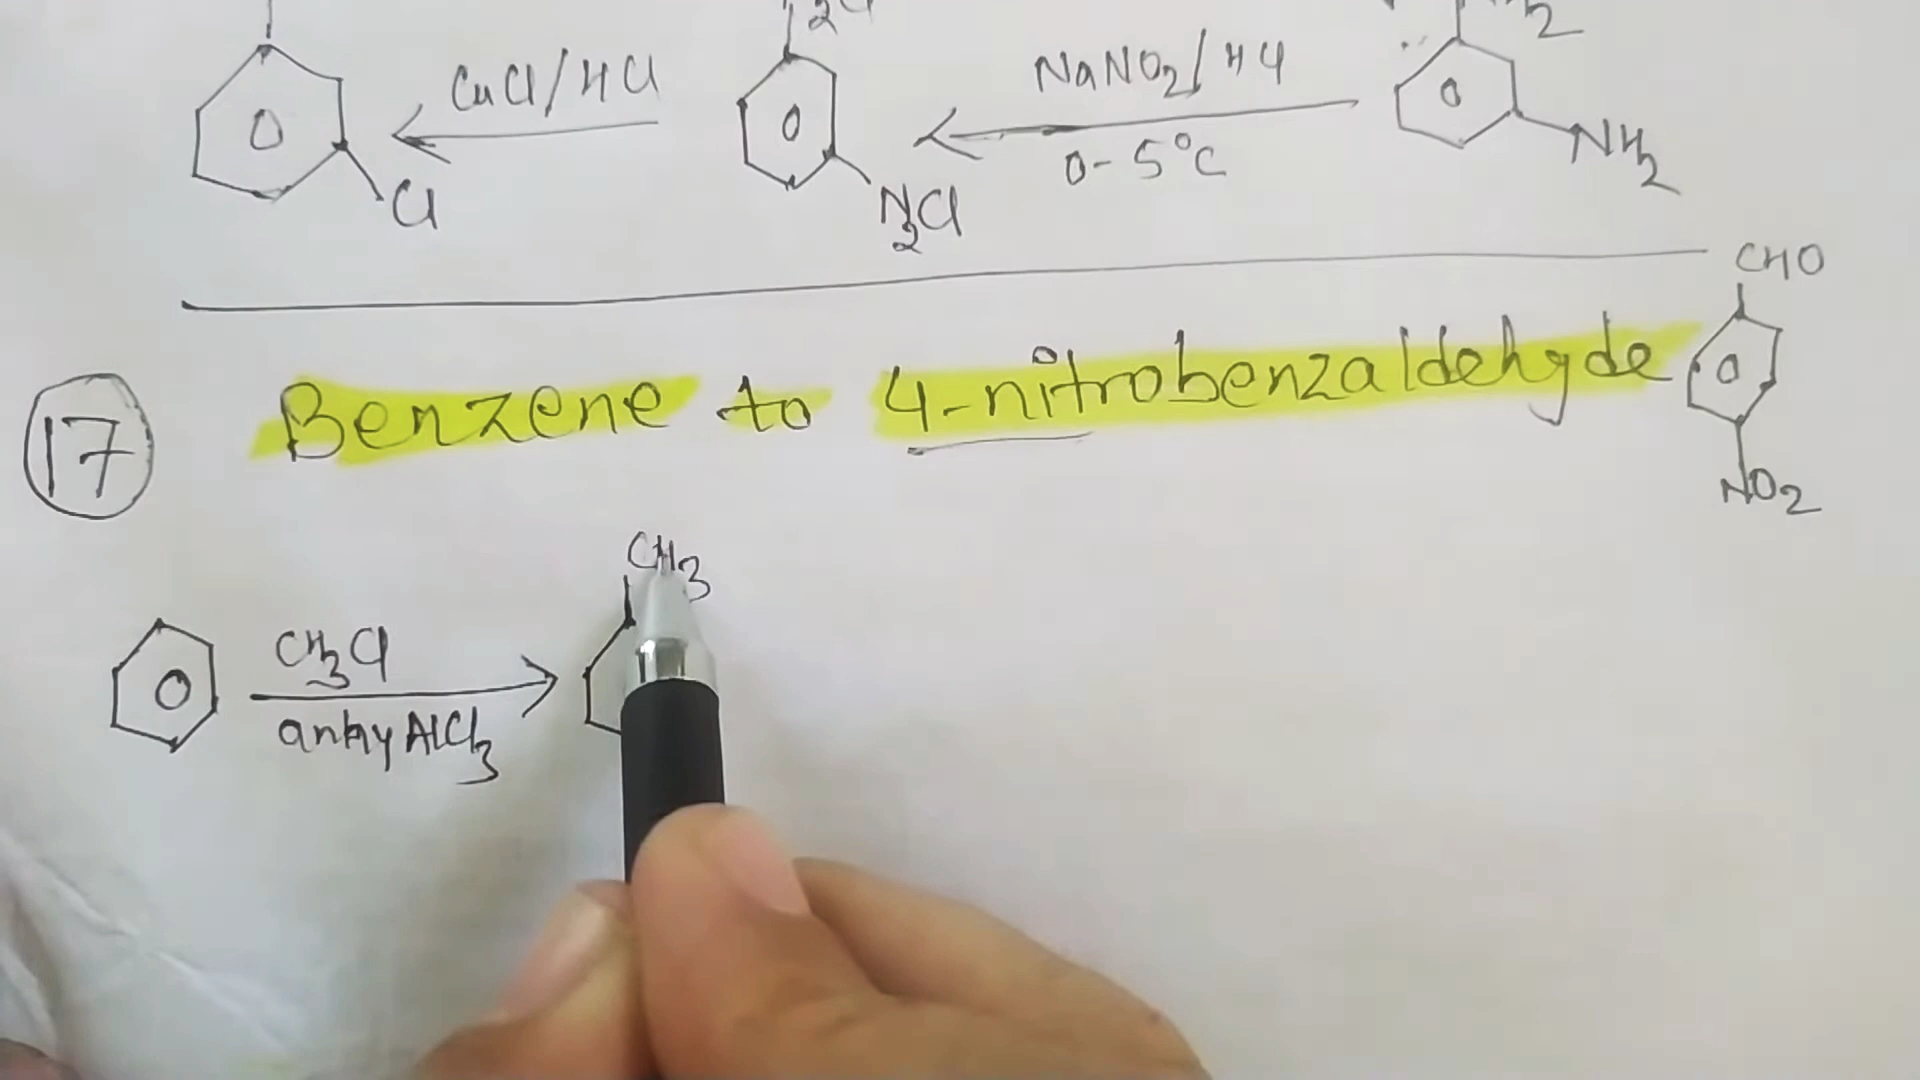 CuCl/HCl NaNO2/HCl
0-5°C NH2
Cl N2Cl
CHO
17 Benzene to 4-nitrobenzaldehyde
NO2
CH3
CH3Cl
anhy AlCl3